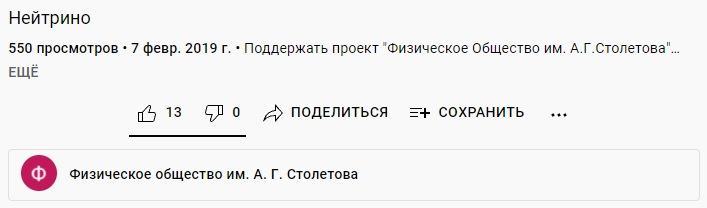 Нейтрино
550 просмотров • 7 февр. 2019 г. • Поддержать проект "Физическое Общество им. А.Г.Столетова"...
ЕЩЁ
13 0 ПОДЕЛИТЬСЯ СОХРАНИТЬ ...
Ф Физическое общество им. А. Г. Столетова